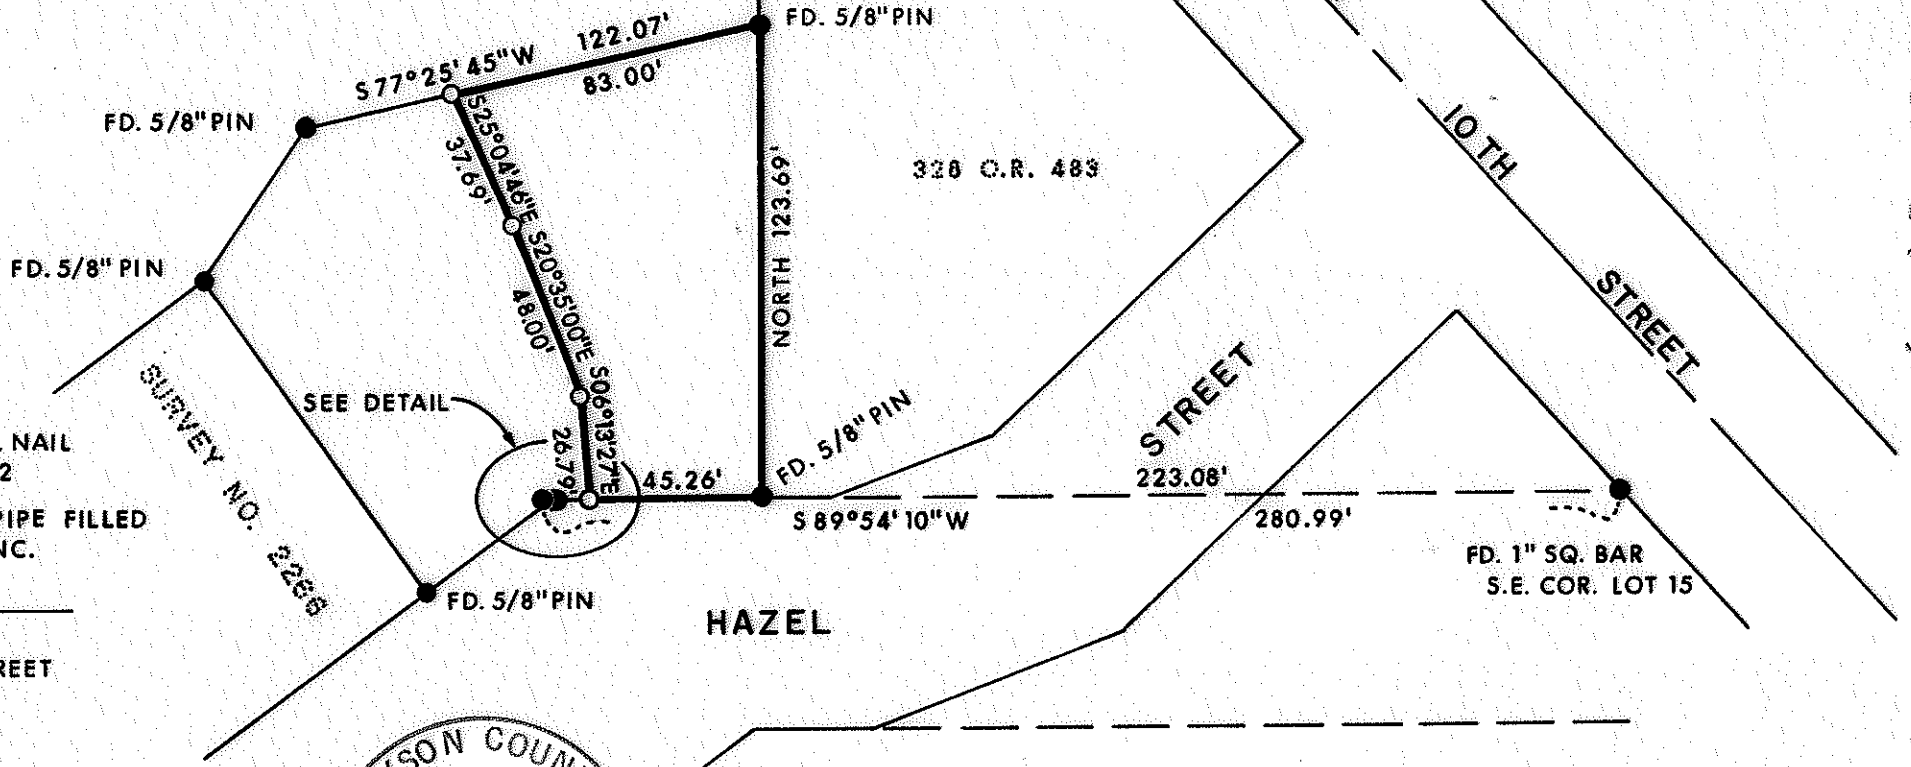 FD. 5/8" PIN
122.07'
S 77°25'45" W
83.00'
FD. 5/8" PIN
S25°04'46"E
37.69'
NORTH 123.69'
328 O.R. 483
10TH
STREET
FD. 5/8" PIN
S20°35'00"E
48.00'
SURVEY NO. 2266
SEE DETAIL
S06°13'27"E
26.79'
45.26'
FD. 5/8" PIN
STREET
223.08'
S 89°54'10" W
280.99'
NAIL
2
PIPE FILLED
NC.
FD. 1" SQ. BAR
S.E. COR. LOT 15
FD. 5/8" PIN
HAZEL
REET
SON COUN